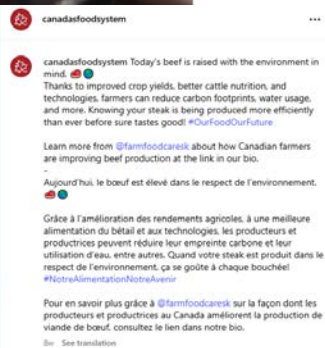 canadasfoodsystem
canadasfoodsystem Today's beef is raised with the environment in
mind. 🥩🌎
Thanks to improved crop yields, better cattle nutrition, and
technologies, farmers can reduce carbon footprints, water usage,
and more. Knowing your steak is being produced more efficiently
than ever before sure tastes good! #OurFoodOurFuture
Learn more from @farmfoodcaresk about how Canadian farmers
are improving beef production at the link in our bio.
-
Aujourd'hui, le bœuf est élevé dans le respect de l'environnement.
🥩🌎
Grâce à l'amélioration des rendements agricoles, à une meilleure
alimentation du bétail et aux technologies, les producteurs et
productrices peuvent réduire leur empreinte carbone et leur
utilisation d'eau, entre autres. Quand votre steak est produit dans le
respect de l'environnement, ça se goûte à chaque bouchée!
#NotreAlimentationNotreAvenir
Pour en savoir plus grâce à @farmfoodcaresk sur la façon dont les
producteurs et productrices au Canada améliorent la production de
viande de bœuf, consultez le lien dans notre bio.
8w See translation